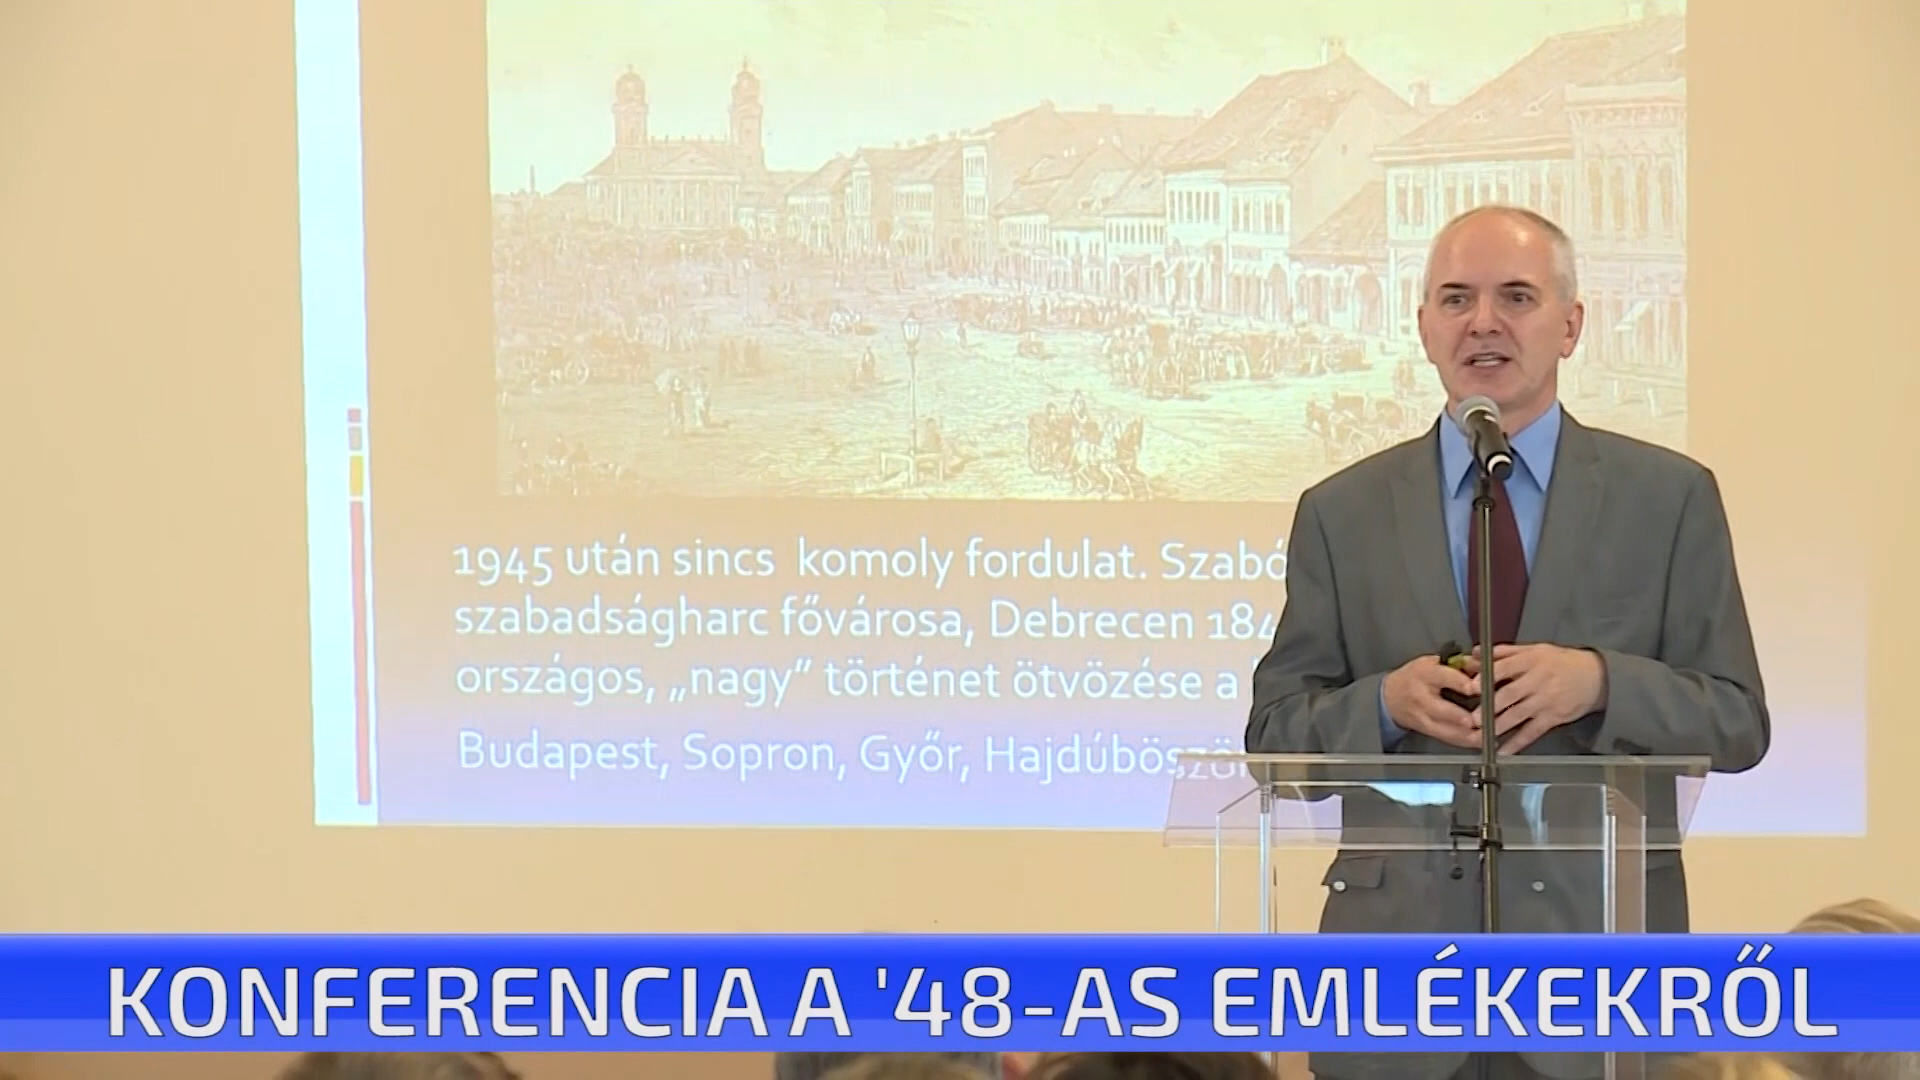 1945 után sincs komoly fordulat. Szabó
szabadságharc fővárosa, Debrecen 184
országos, „nagy” történet ötvözése a
Budapest, Sopron, Győr,
KONFERENCIA A '48-AS EMLÉKEKRŐL